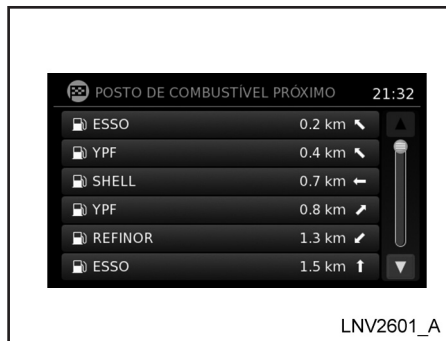 POSTO DE COMBUSTÍVEL PRÓXIMO 21:32
ESSO 0.2 km
YPF 0.4 km
SHELL 0.7 km
YPF 0.8 km
REFINOR 1.3 km
ESSO 1.5 km
LNV2601_A